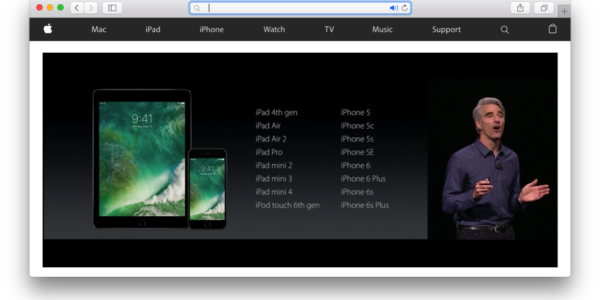 Mac iPad iPhone Watch TV Music Support
9:41
9:41
iPad 4th gen iPhone 5
iPad Air iPhone 5c
iPad Air 2 iPhone 5s
iPad Pro iPhone SE
iPad mini 2 iPhone 6
iPad mini 3 iPhone 6 Plus
iPad mini 4 iPhone 6s
iPod touch 6th gen iPhone 6s Plus